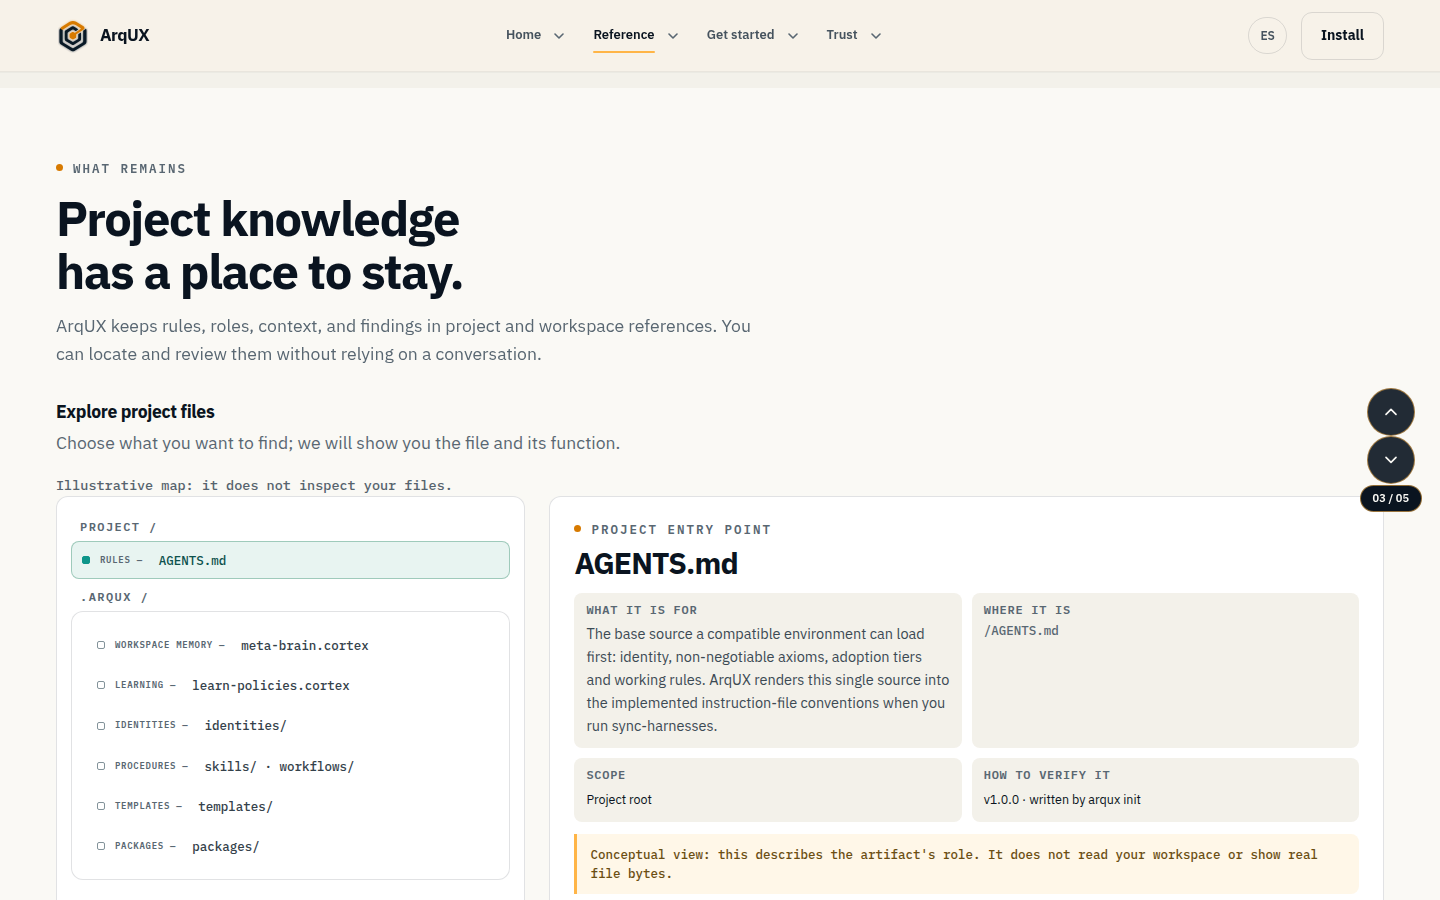 ArqUX
Home
Reference
Get started
Trust
ES
Install
WHAT REMAINS
Project knowledge
has a place to stay.
ArqUX keeps rules, roles, context, and findings in project and workspace references. You
can locate and review them without relying on a conversation.
Explore project files
Choose what you want to find; we will show you the file and its function.
Illustrative map: it does not inspect your files.
03 / 05
PROJECT /
RULES – AGENTS.md
.ARQUX /
WORKSPACE MEMORY – meta-brain.cortex
LEARNING – learn-policies.cortex
IDENTITIES – identities/
PROCEDURES – skills/ · workflows/
TEMPLATES – templates/
PACKAGES – packages/
PROJECT ENTRY POINT
AGENTS.md
WHAT IT IS FOR
The base source a compatible environment can load
first: identity, non-negotiable axioms, adoption tiers
and working rules. ArqUX renders this single source into
the implemented instruction-file conventions when you
run sync-harnesses.
WHERE IT IS
/AGENTS.md
SCOPE
Project root
HOW TO VERIFY IT
v1.0.0 · written by arqux init
Conceptual view: this describes the artifact's role. It does not read your workspace or show real
file bytes.